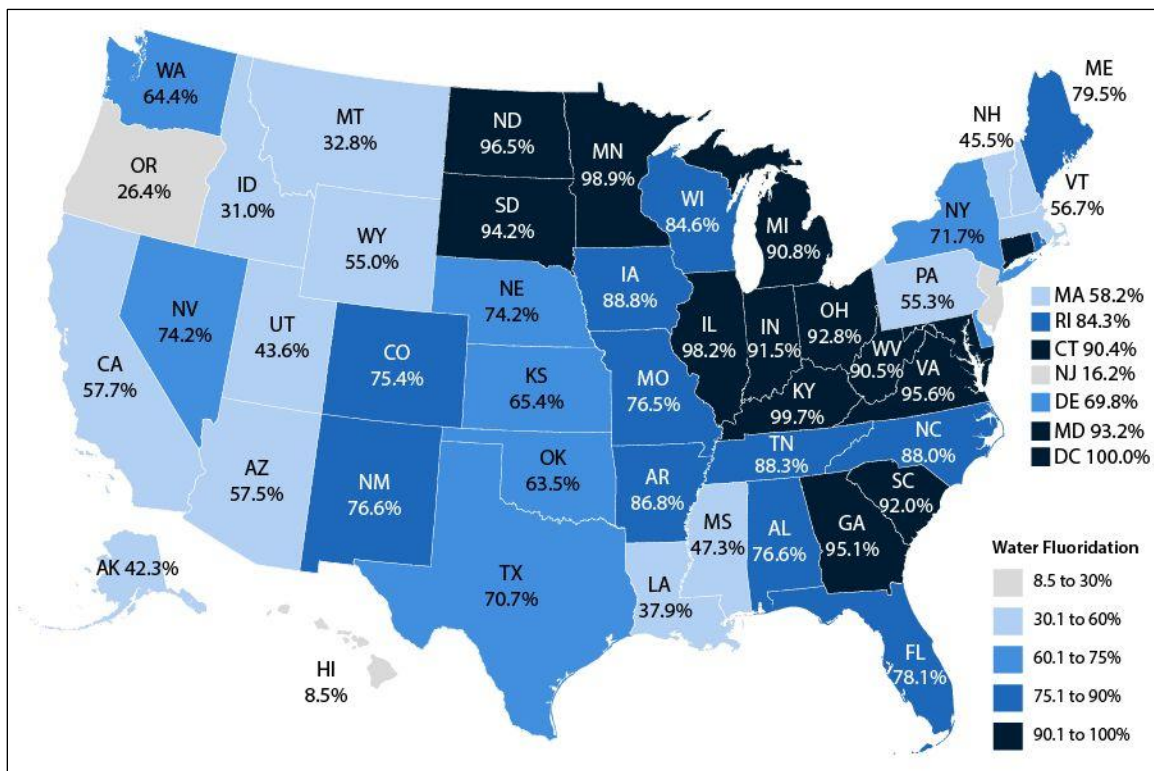 WA
64.4%
MT
32.8%
ND
96.5%
MN
98.9%
ME
79.5%
NH
45.5%
VT
56.7%
OR
26.4%
ID
31.0%
SD
94.2%
WI
84.6%
MI
90.8%
NY
71.7%
WY
55.0%
IA
88.8%
PA
55.3%
NE
74.2%
NV
74.2%
UT
43.6%
CO
75.4%
CA
57.7%
KS
65.4%
MO
76.5%
IL
98.2%
IN
91.5%
OH
92.8%
WV
90.5%
VA
95.6%
KY
99.7%
MA 58.2%
RI 84.3%
CT 90.4%
NJ 16.2%
DE 69.8%
MD 93.2%
DC 100.0%
AZ
57.5%
NM
76.6%
OK
63.5%
AR
86.8%
TN
88.3%
NC
88.0%
SC
92.0%
MS
47.3%
AL
76.6%
GA
95.1%
AK 42.3%
TX
70.7%
LA
37.9%
FL
78.1%
HI
8.5%
Water Fluoridation
8.5 to 30%
30.1 to 60%
60.1 to 75%
75.1 to 90%
90.1 to 100%